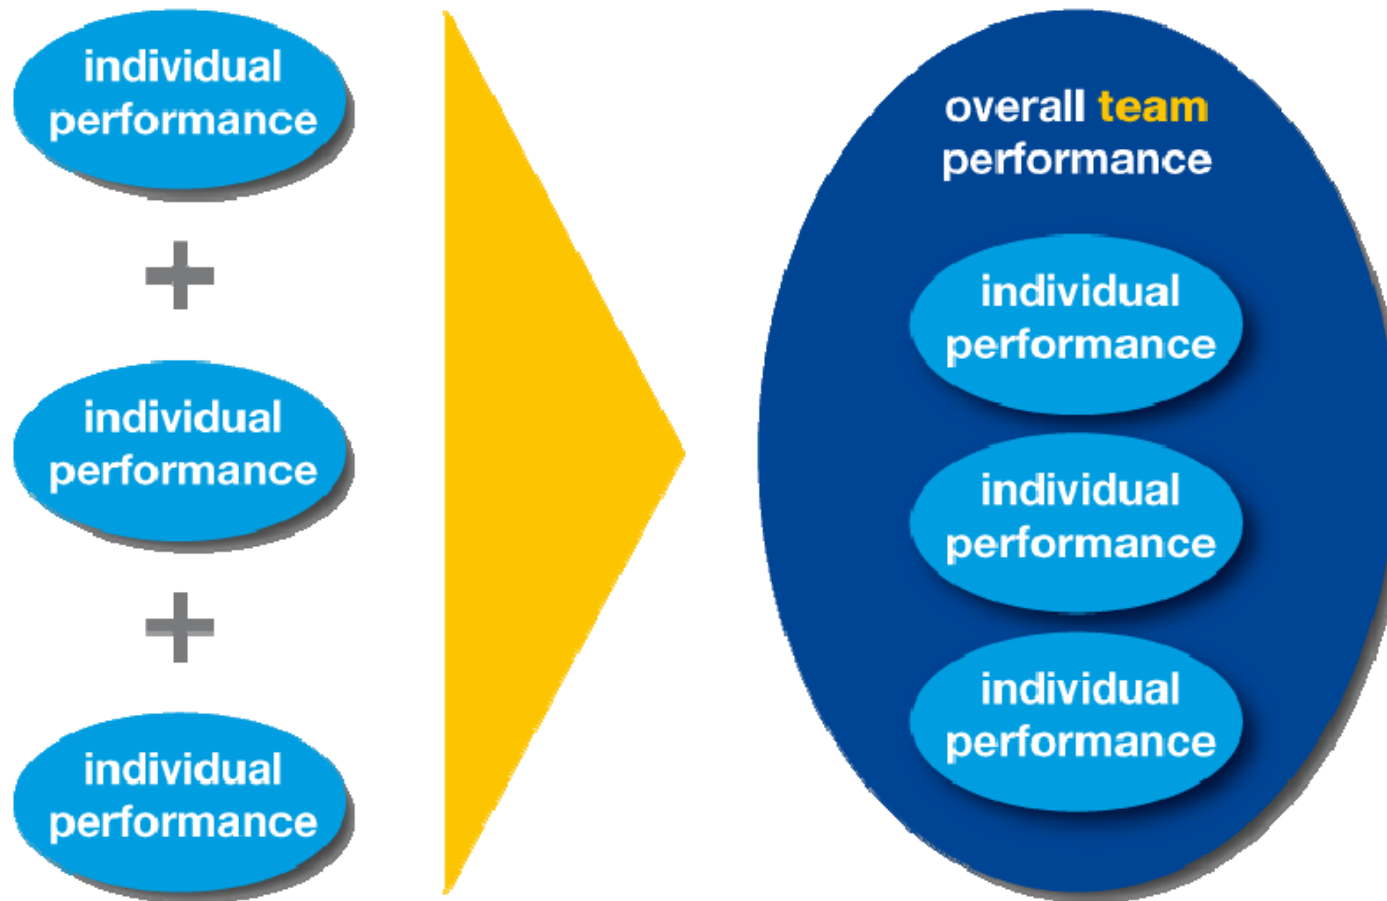 individual
performance
+
individual
performance
+
individual
performance
overall team
performance
individual
performance
individual
performance
individual
performance